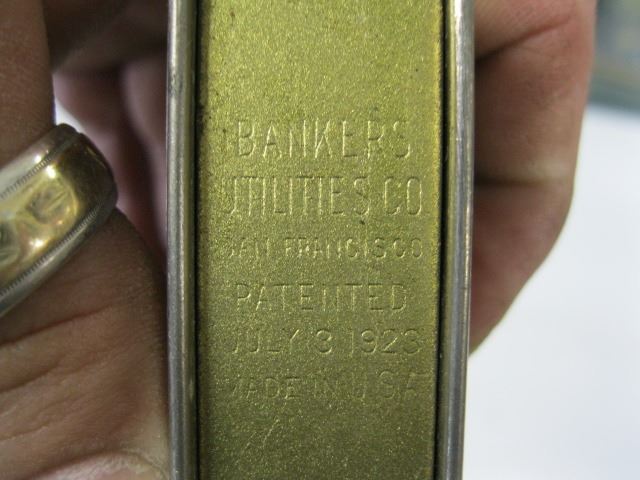 BANKERS
UTILITIES CO
SAN FRANCISCO
PATENTED
JULY 3 1923
MADE IN U.S.A